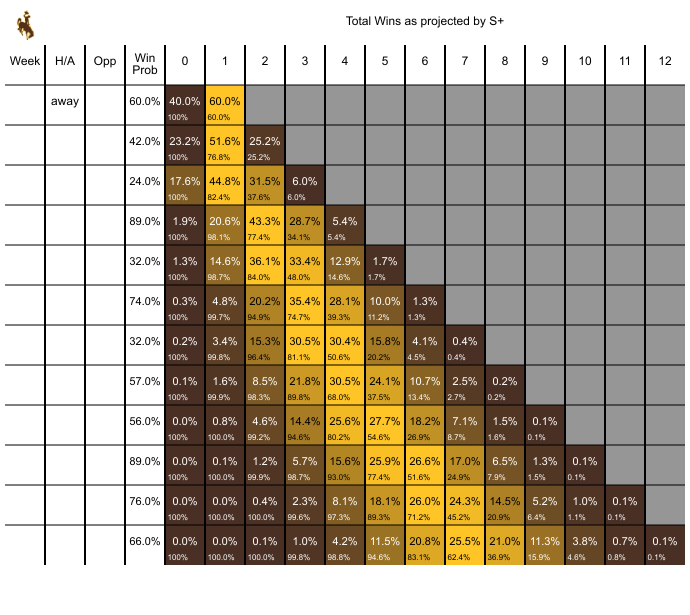 Total Wins as projected by S+
Week H/A Opp Win Prob 0 1 2 3 4 5 6 7 8 9 10 11 12
away 60.0% 40.0% 60.0%
100% 60.0%
42.0% 23.2% 51.6% 25.2%
100% 76.8% 25.2%
24.0% 17.6% 44.8% 31.5% 6.0%
100% 82.4% 37.6% 6.0%
89.0% 1.9% 20.6% 43.3% 28.7% 5.4%
100% 98.1% 77.4% 34.1% 5.4%
32.0% 1.3% 14.6% 36.1% 33.4% 12.9% 1.7%
100% 98.7% 84.0% 48.0% 14.6% 1.7%
74.0% 0.3% 4.8% 20.2% 35.4% 28.1% 10.0% 1.3%
100% 99.7% 94.9% 74.7% 39.3% 11.2% 1.3%
32.0% 0.2% 3.4% 15.3% 30.5% 30.4% 15.8% 4.1% 0.4%
100% 99.8% 96.4% 81.1% 50.6% 20.2% 4.5% 0.4%
57.0% 0.1% 1.6% 8.5% 21.8% 30.5% 24.1% 10.7% 2.5% 0.2%
100% 99.9% 98.3% 89.8% 68.0% 37.5% 13.4% 2.7% 0.2%
56.0% 0.0% 0.8% 4.6% 14.4% 25.6% 27.7% 18.2% 7.1% 1.5% 0.1%
100% 100.0% 99.2% 94.6% 80.2% 54.6% 26.9% 8.7% 1.6% 0.1%
89.0% 0.0% 0.1% 1.2% 5.7% 15.6% 25.9% 26.6% 17.0% 6.5% 1.3% 0.1%
100% 100.0% 99.9% 98.7% 93.0% 77.4% 51.6% 24.9% 7.9% 1.5% 0.1%
76.0% 0.0% 0.0% 0.4% 2.3% 8.1% 18.1% 26.0% 24.3% 14.5% 5.2% 1.0% 0.1%
100% 100.0% 100.0% 99.6% 97.3% 89.3% 71.2% 45.2% 20.9% 6.4% 1.1% 0.1%
66.0% 0.0% 0.0% 0.1% 1.0% 4.2% 11.5% 20.8% 25.5% 21.0% 11.3% 3.8% 0.7% 0.1%
100% 100.0% 100.0% 99.8% 98.8% 94.6% 83.1% 62.4% 36.9% 15.9% 4.6% 0.8% 0.1%